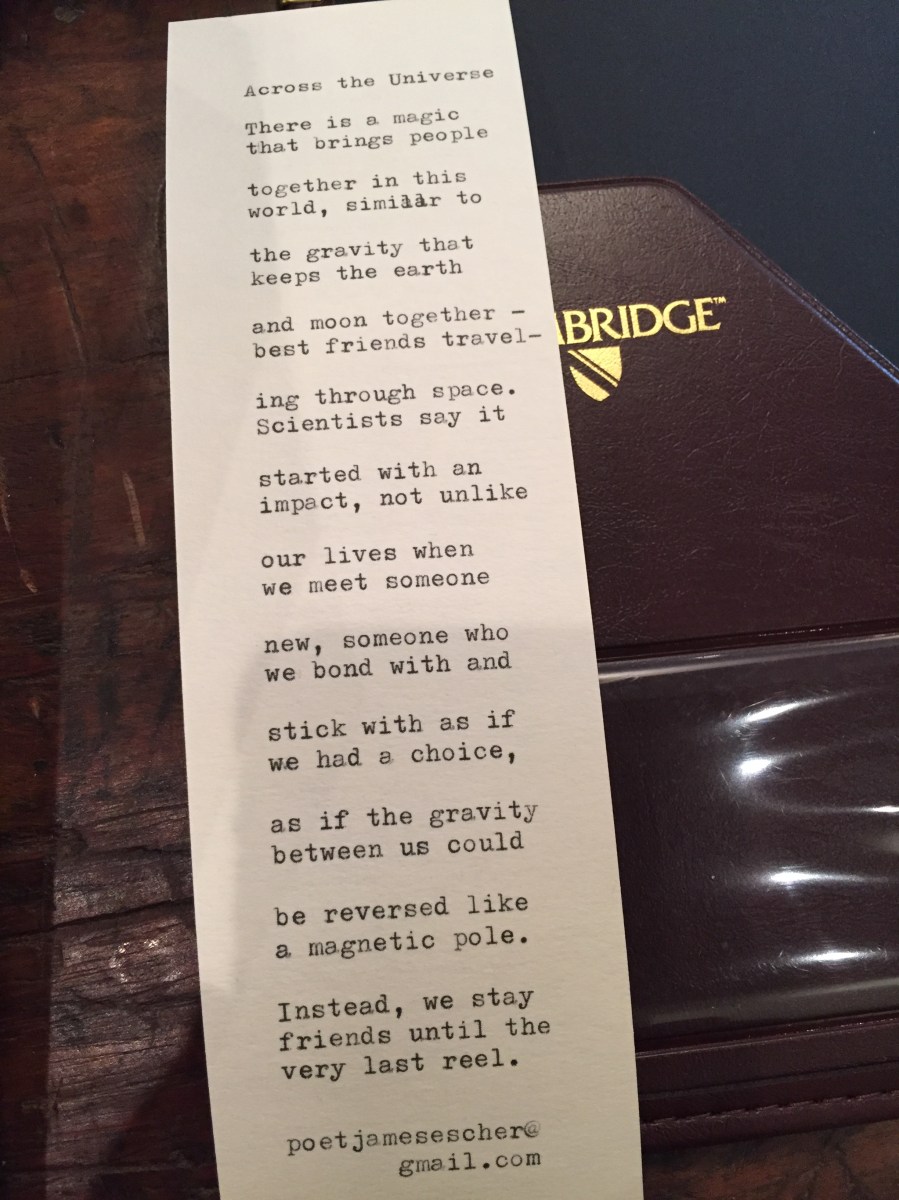 Across the Universe
There is a magic
that brings people
together in this
world, similar to
the gravity that
keeps the earth
and moon together -
best friends travel-
ing through space.
Scientists say it
started with an
impact, not unlike
our lives when
we meet someone
new, someone who
we bond with and
stick with as if
we had a choice,
as if the gravity
between us could
be reversed like
a magnetic pole.
Instead, we stay
friends until the
very last reel.
poetjamesescher@
gmail.com
BRIDGE™